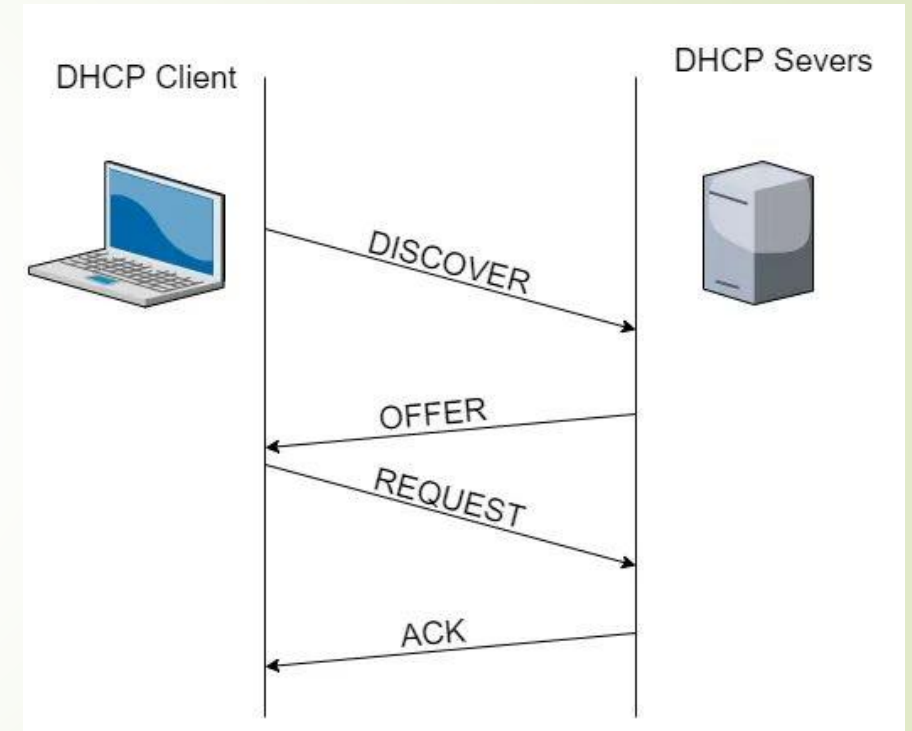 DHCP Client
DHCP Severs
DISCOVER
OFFER
REQUEST
ACK